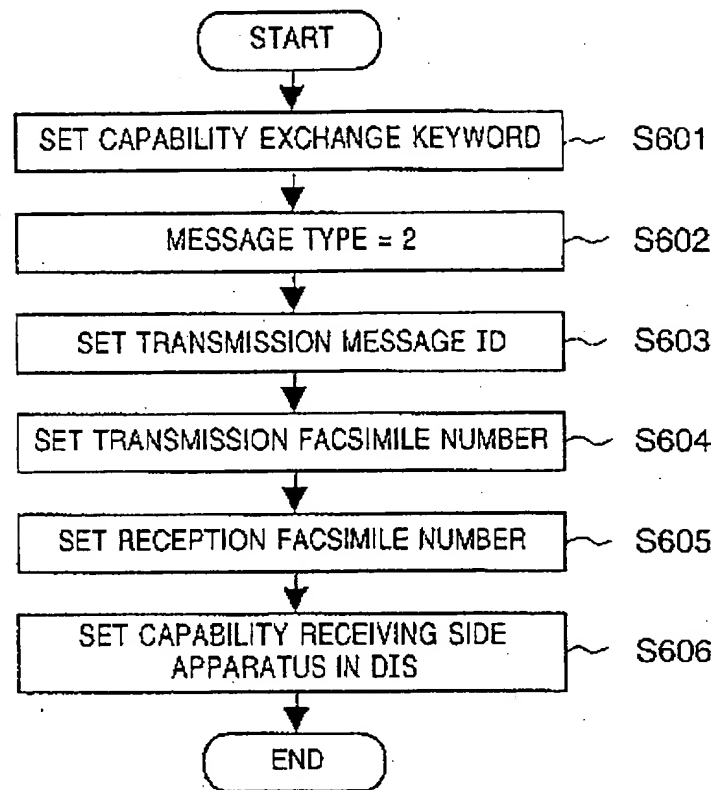 START
SET CAPABILITY EXCHANGE KEYWORD S601
MESSAGE TYPE = 2 S602
SET TRANSMISSION MESSAGE ID S603
SET TRANSMISSION FACSIMILE NUMBER S604
SET RECEPTION FACSIMILE NUMBER S605
SET CAPABILITY RECEIVING SIDE
APPARATUS IN DIS S606
END